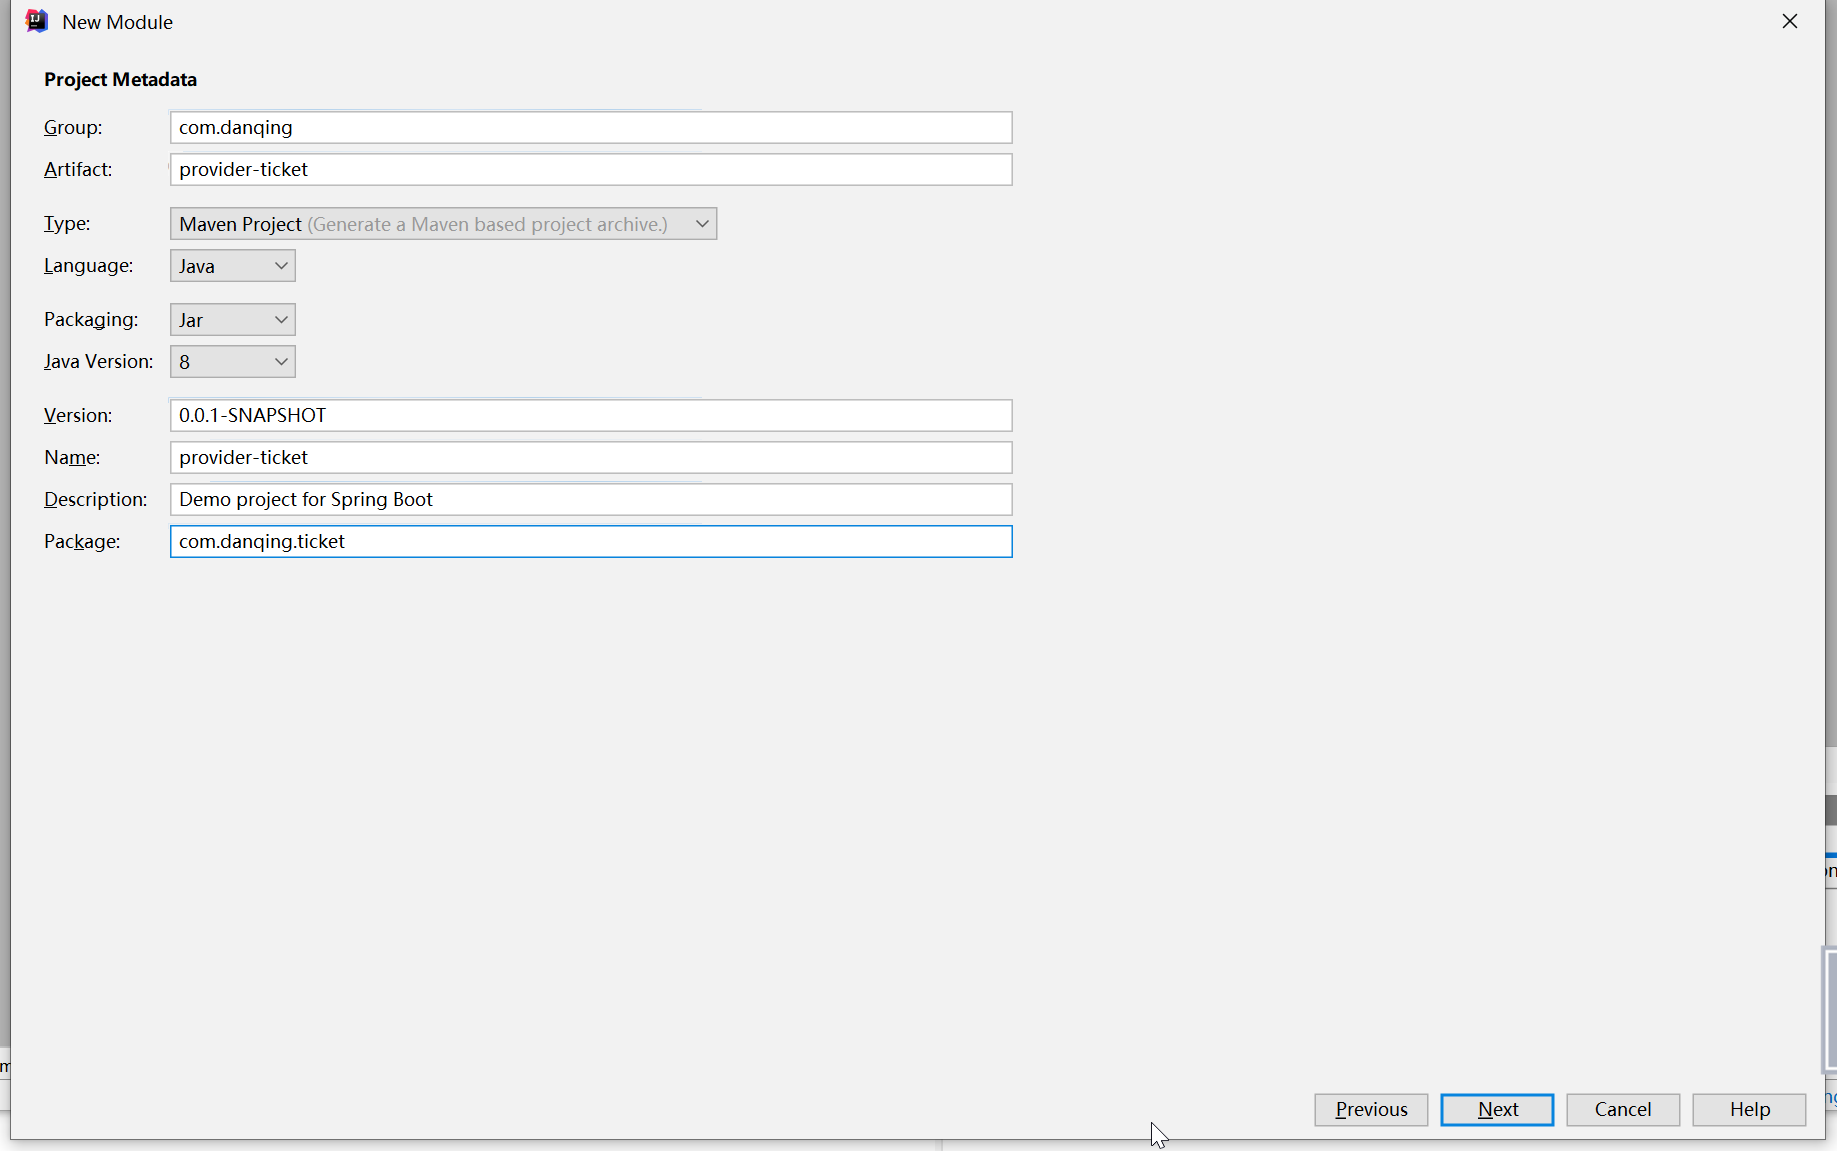 New Module
Project Metadata
Group: com.danqing
Artifact: provider-ticket
Type: Maven Project (Generate a Maven based project archive.)
Language: Java
Packaging: Jar
Java Version: 8
Version: 0.0.1-SNAPSHOT
Name: provider-ticket
Description: Demo project for Spring Boot
Package: com.danqing.ticket
Previous Next Cancel Help